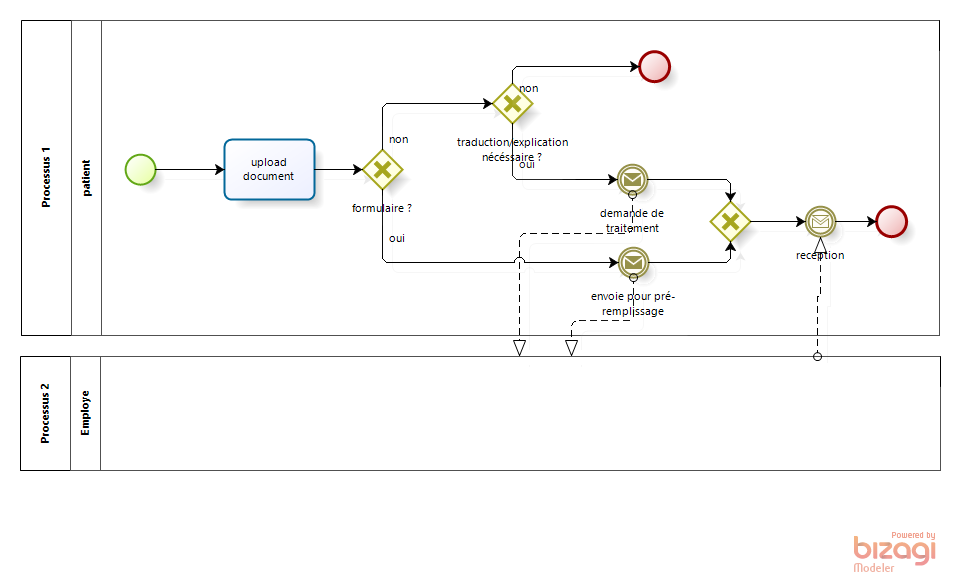 Processus 1
patient
upload
document
formulaire ?
non
oui
traduction/explication
nécéssaire ?
non
oui
demande de
traitement
envoie pour pré-
remplissage
reception
Processus 2
Employe
Powered by
bizagi
Modeler